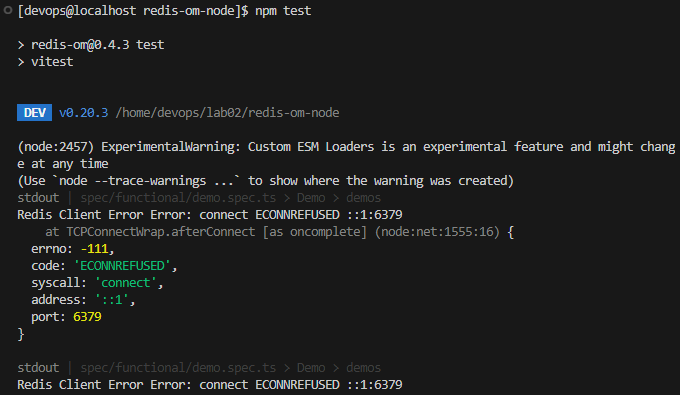 [devops@localhost redis-om-node]$ npm test
> redis-om@0.4.3 test
> vitest
DEV v0.20.3 /home/devops/lab02/redis-om-node
(node:2457) ExperimentalWarning: Custom ESM Loaders is an experimental feature and might chang
e at any time
(Use `node --trace-warnings ...` to show where the warning was created)
stdout | spec/functional/demo.spec.ts > Demo > demos
Redis Client Error Error: connect ECONNREFUSED ::1:6379
    at TCPConnectWrap.afterConnect [as oncomplete] (node:net:1555:16) {
  errno: -111,
  code: 'ECONNREFUSED',
  syscall: 'connect',
  address: '::1',
  port: 6379
}
stdout | spec/functional/demo.spec.ts > Demo > demos
Redis Client Error Error: connect ECONNREFUSED ::1:6379